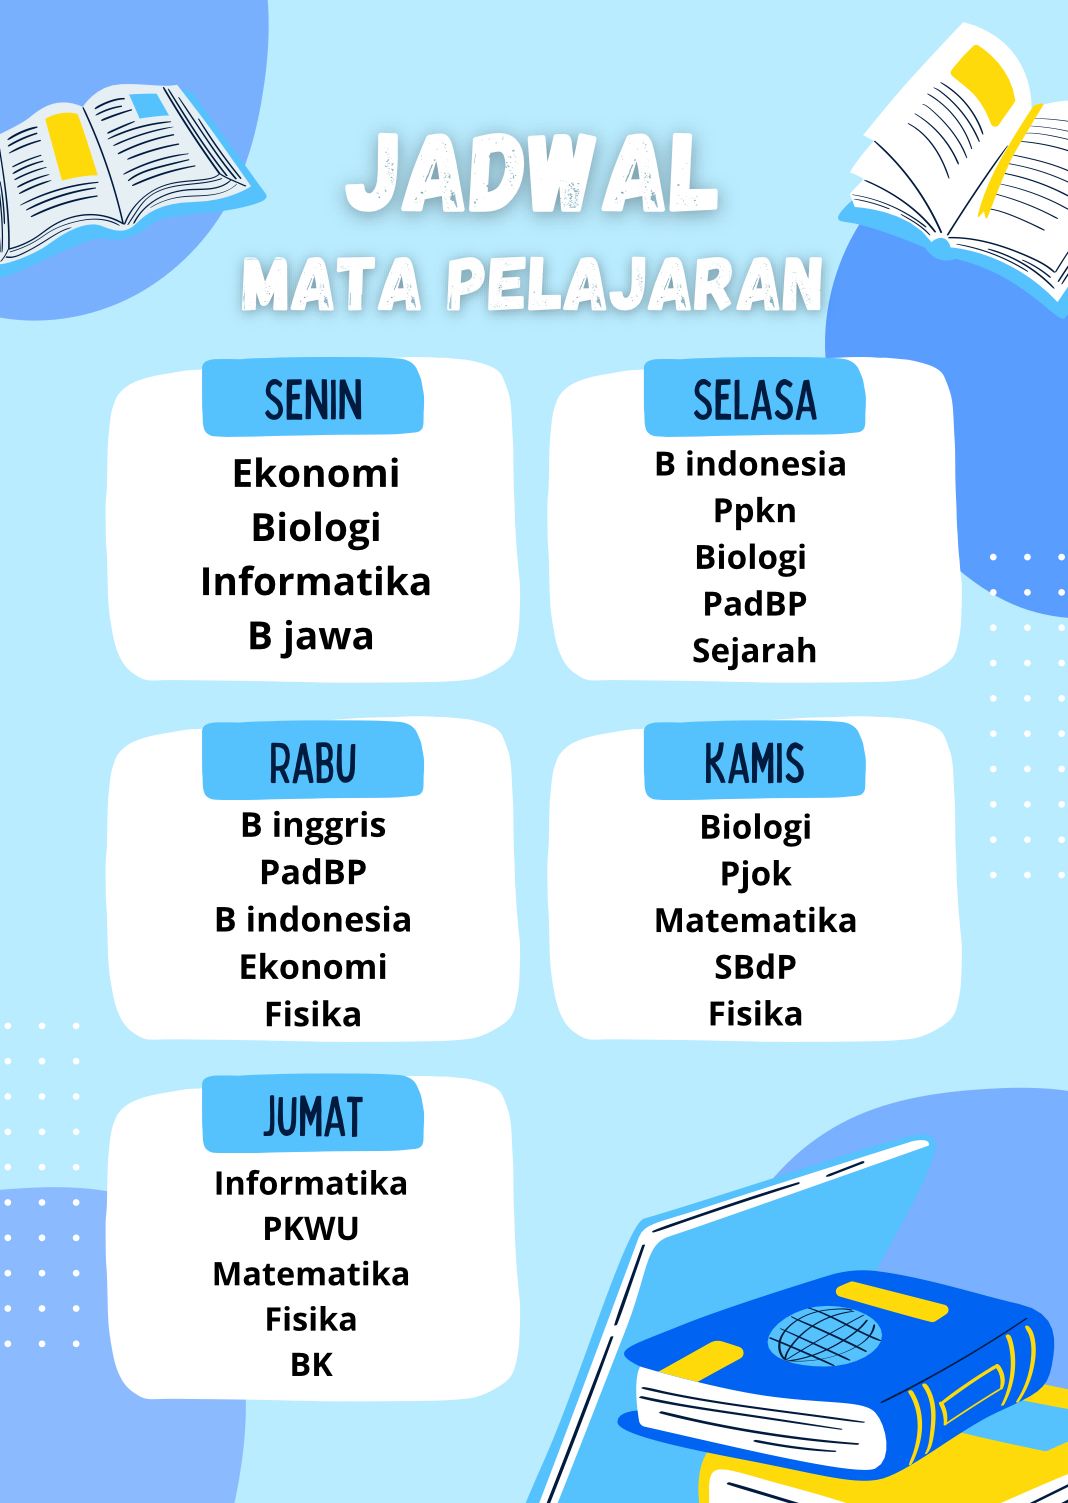 JADWAL
MATA PELAJARAN
SENIN
Ekonomi
Biologi
Informatika
B jawa
SELASA
B indonesia
Ppkn
Biologi
PadBP
Sejarah
RABU
B inggris
PadBP
B indonesia
Ekonomi
Fisika
KAMIS
Biologi
Pjok
Matematika
SBdP
Fisika
JUMAT
Informatika
PKWU
Matematika
Fisika
BK